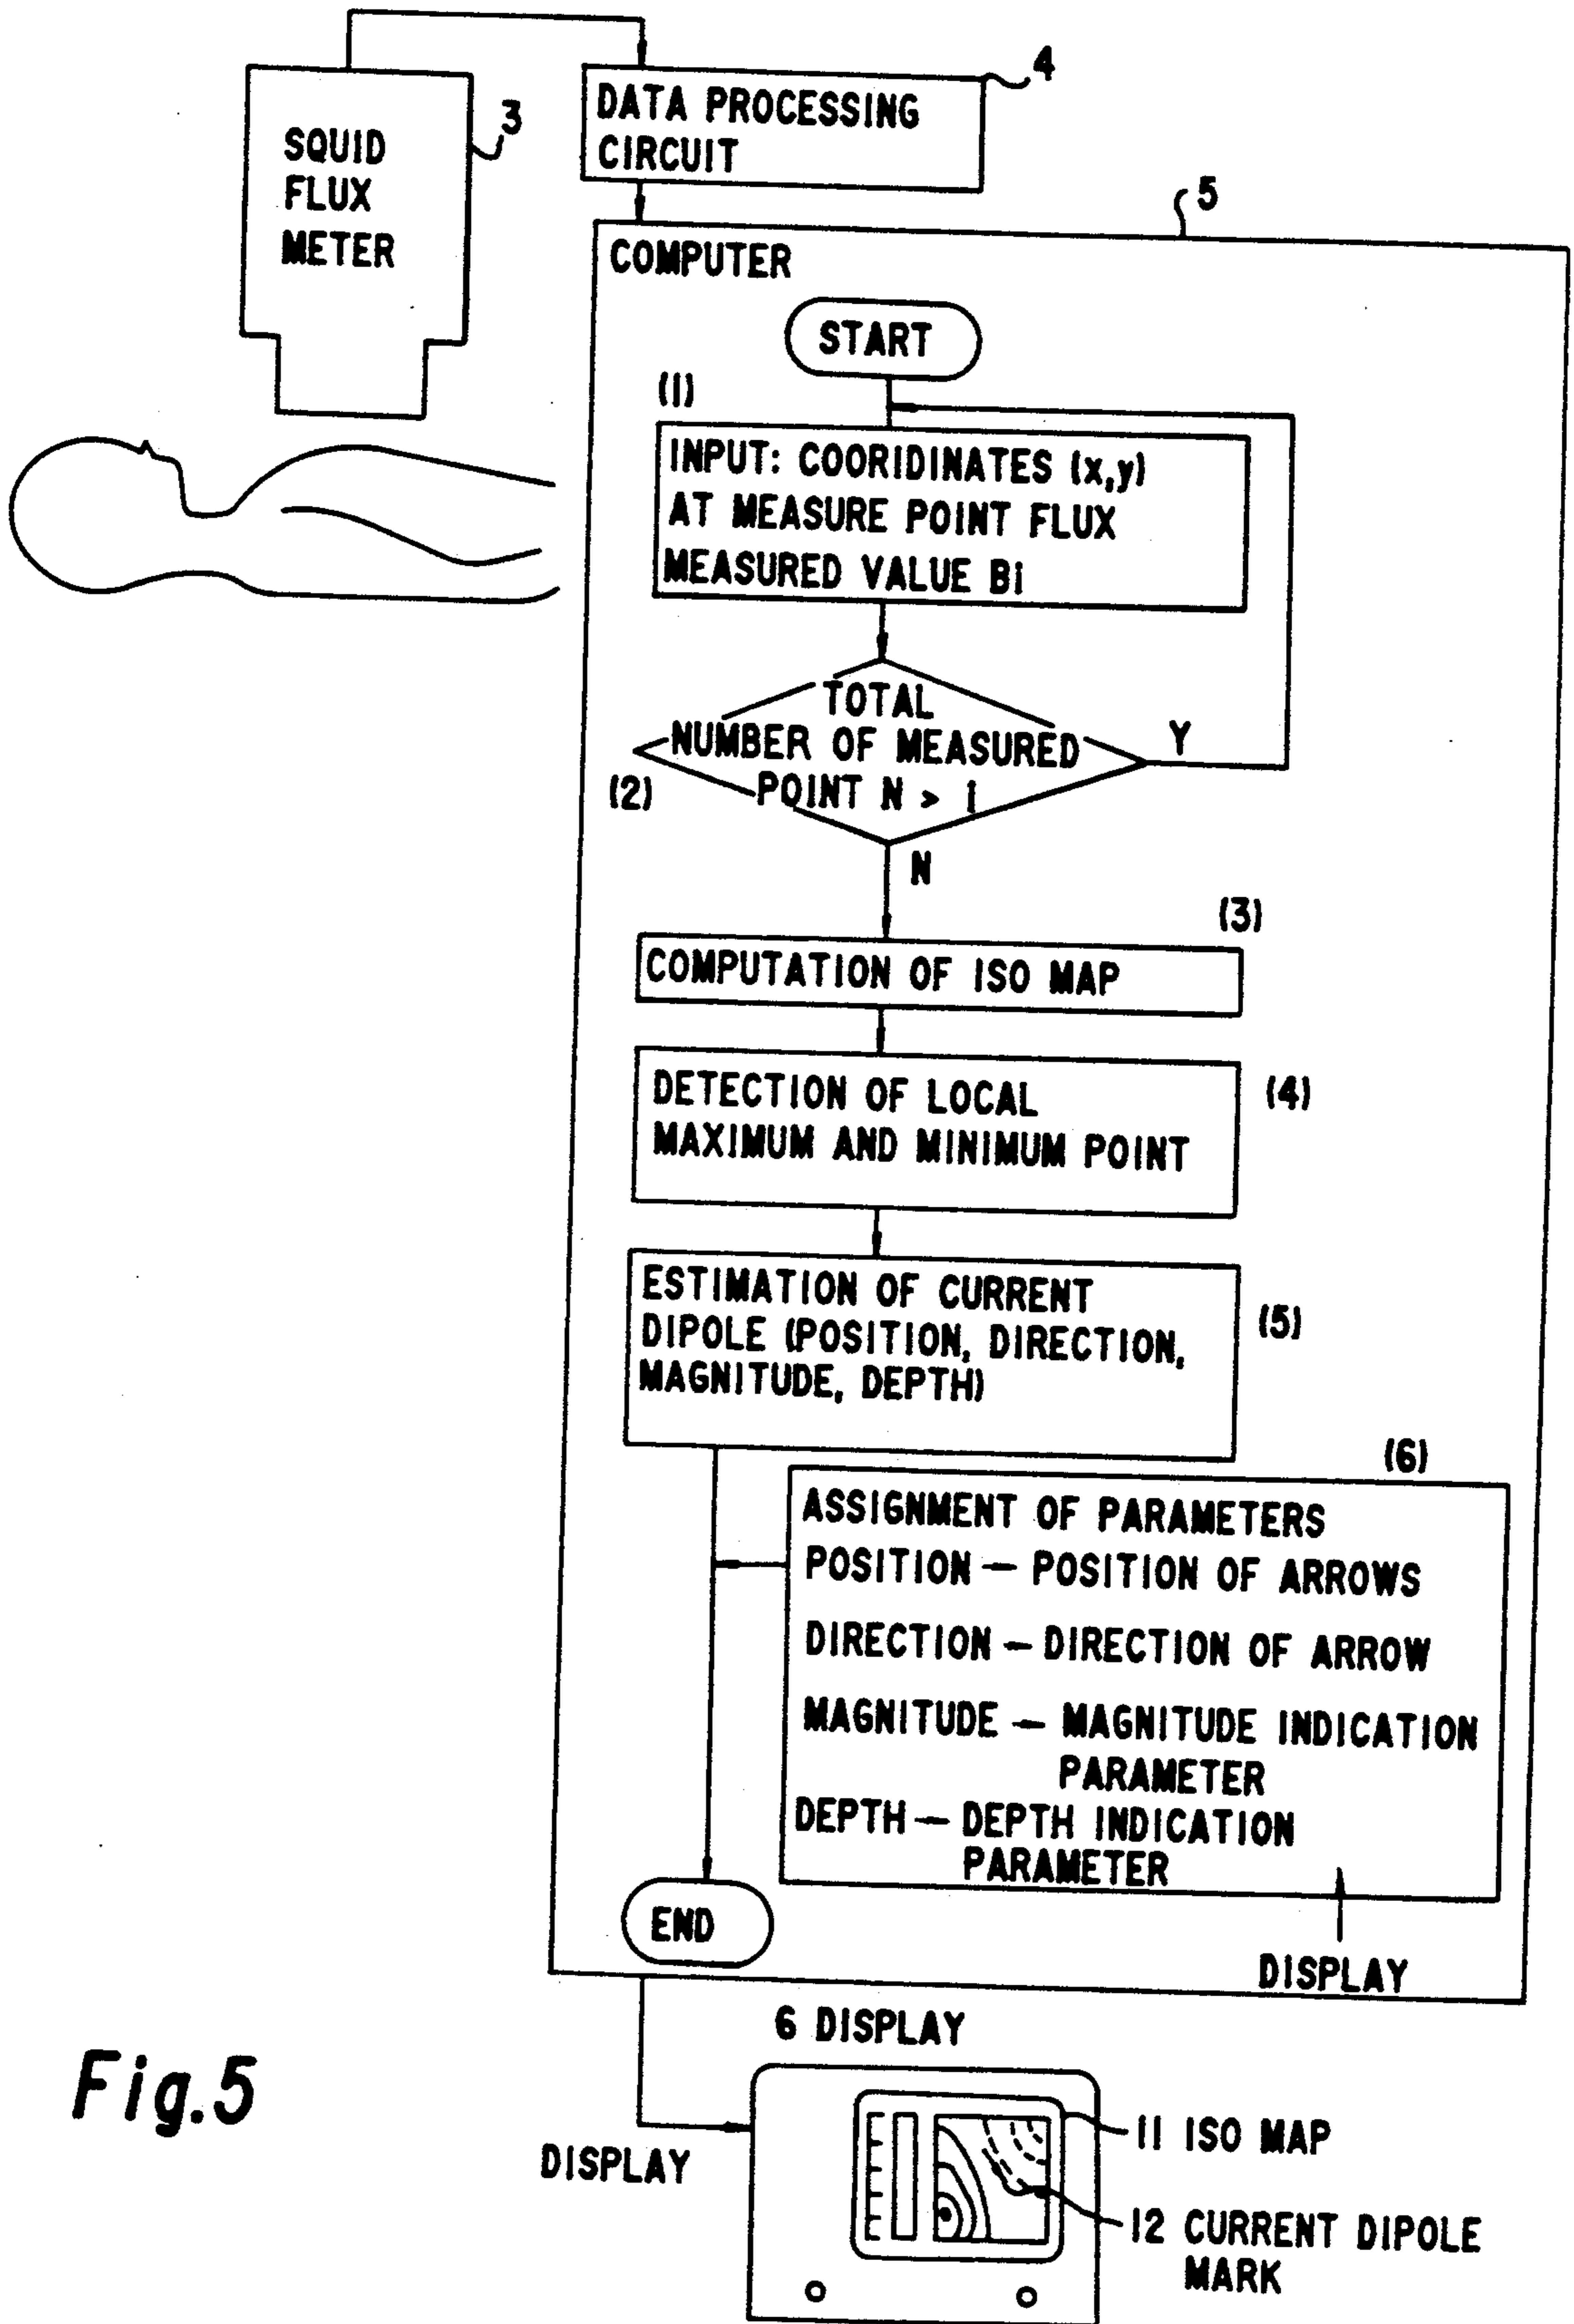 4
DATA PROCESSING
CIRCUIT
3
SQUID
FLUX
METER
5
COMPUTER
START
(1)
INPUT: COORIDINATES (x,y)
AT MEASURE POINT FLUX
MEASURED VALUE Bi
TOTAL
NUMBER OF MEASURED
POINT N > i
Y
(2)
N
(3)
COMPUTATION OF ISO MAP
DETECTION OF LOCAL
MAXIMUM AND MINIMUM POINT
(4)
ESTIMATION OF CURRENT
DIPOLE (POSITION, DIRECTION,
MAGNITUDE, DEPTH)
(5)
(6)
ASSIGNMENT OF PARAMETERS
POSITION — POSITION OF ARROWS
DIRECTION — DIRECTION OF ARROW
MAGNITUDE — MAGNITUDE INDICATION
PARAMETER
DEPTH — DEPTH INDICATION
PARAMETER
END
DISPLAY
6 DISPLAY
Fig.5
DISPLAY
11 ISO MAP
12 CURRENT DIPOLE
MARK